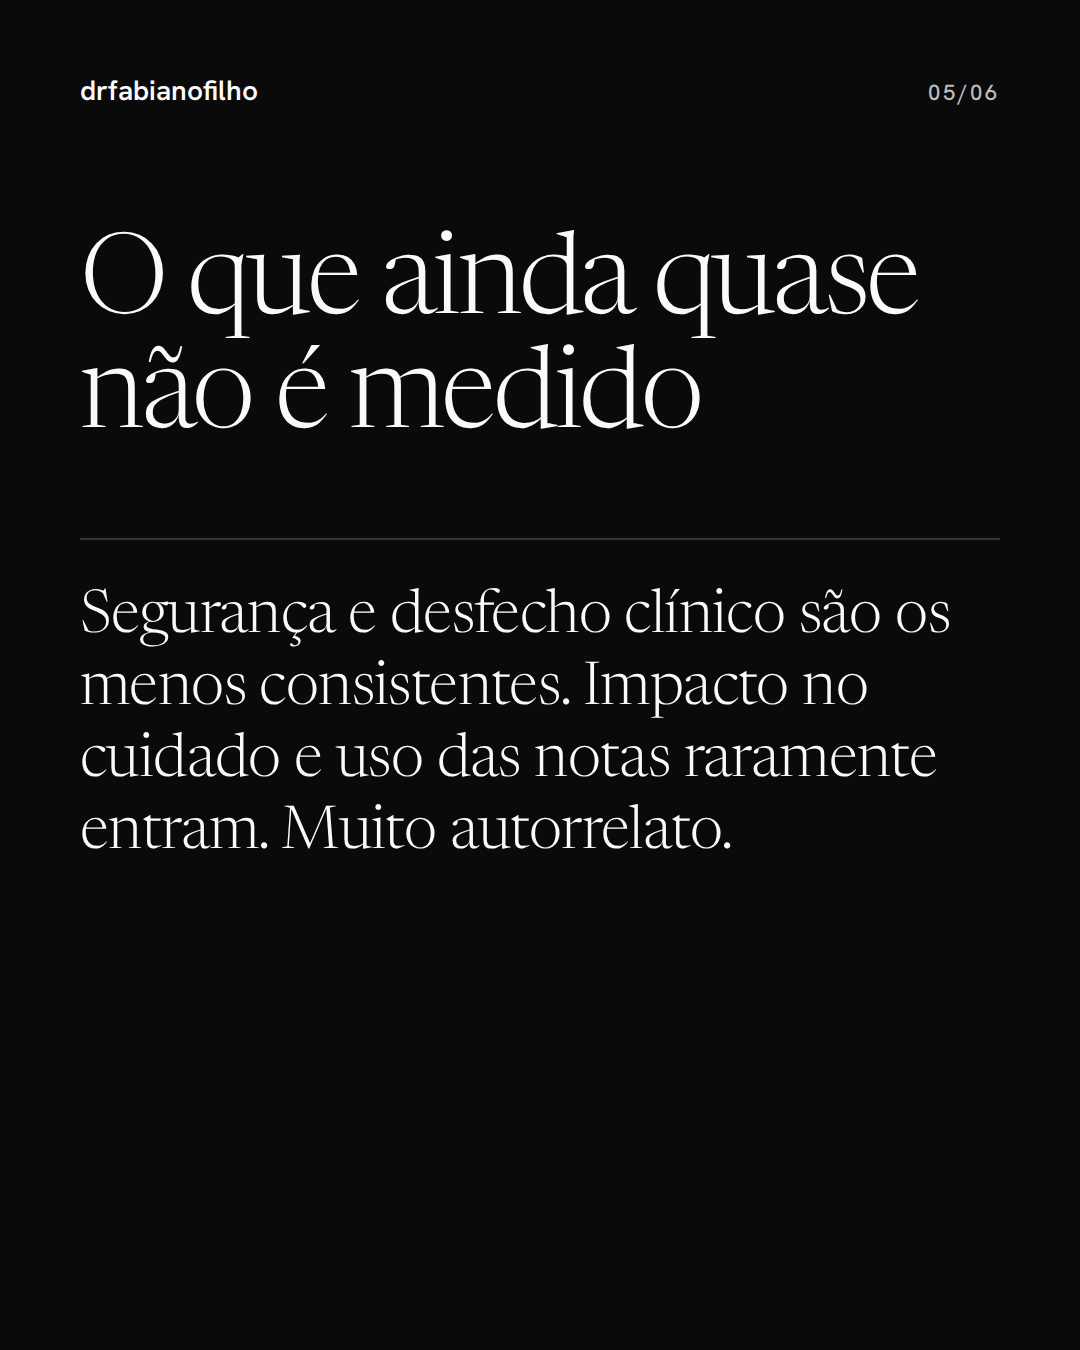 drfabianofilho
05/06
O que ainda quase
não é medido
Segurança e desfecho clínico são os
menos consistentes. Impacto no
cuidado e uso das notas raramente
entram. Muito autorrelato.